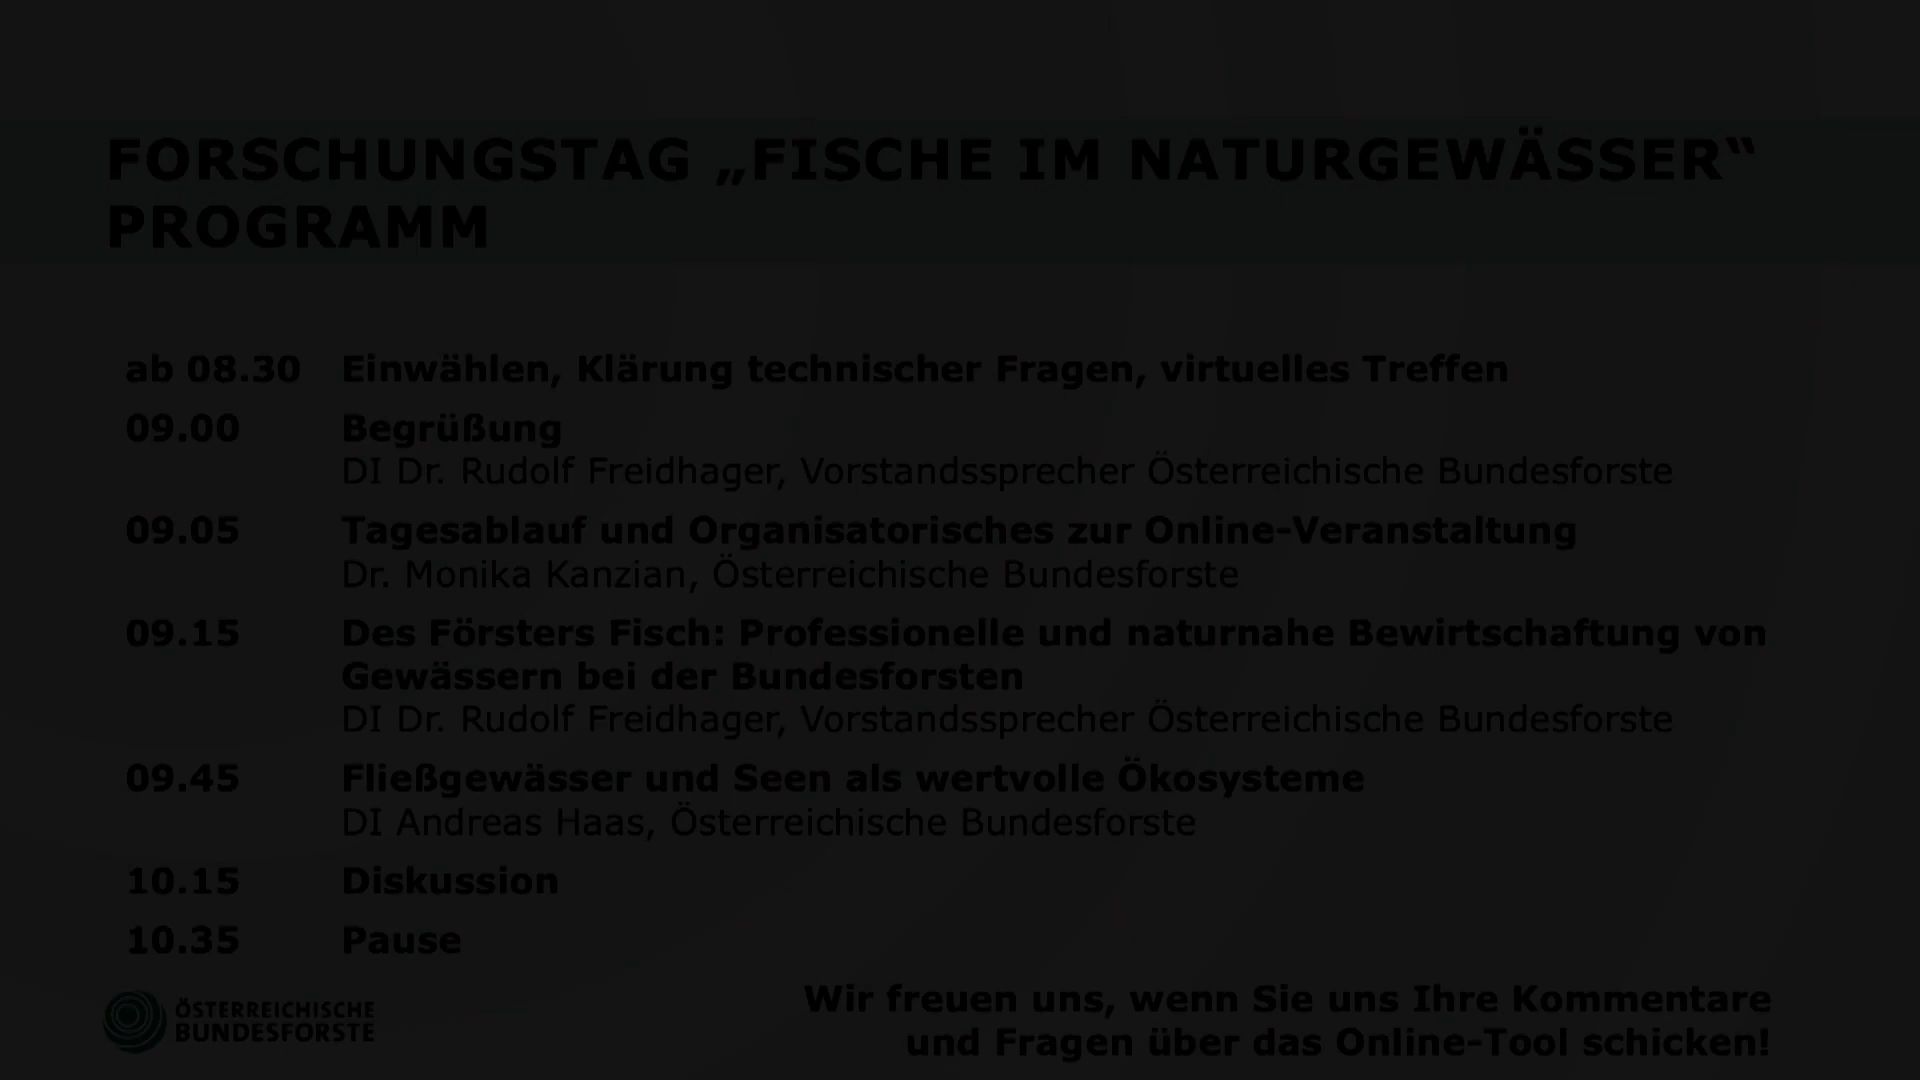 FORSCHUNGSTAG „FISCHE IM NATURGEWÄSSER“
PROGRAMM
ab 08.30 Einwählen, Klärung technischer Fragen, virtuelles Treffen
09.00 Begrüßung
DI Dr. Rudolf Freidhager, Vorstandssprecher Österreichische Bundesforste
09.05 Tagesablauf und Organisatorisches zur Online-Veranstaltung
Dr. Monika Kanzian, Österreichische Bundesforste
09.15 Des Försters Fisch: Professionelle und naturnahe Bewirtschaftung von
Gewässern bei der Bundesforsten
DI Dr. Rudolf Freidhager, Vorstandssprecher Österreichische Bundesforste
09.45 Fließgewässer und Seen als wertvolle Ökosysteme
DI Andreas Haas, Österreichische Bundesforste
10.15 Diskussion
10.35 Pause
Wir freuen uns, wenn Sie uns Ihre Kommentare
und Fragen über das Online-Tool schicken!
ÖSTERREICHISCHE
BUNDESFORSTE